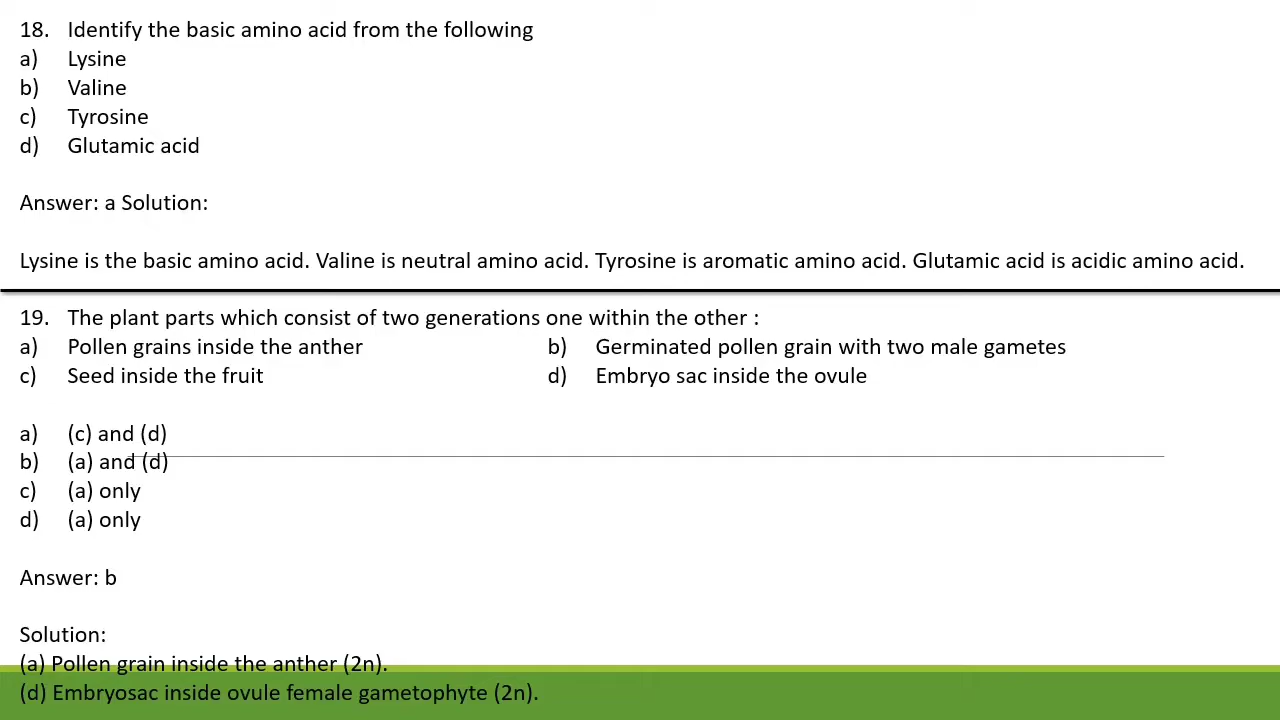 18. Identify the basic amino acid from the following
a) Lysine
b) Valine
c) Tyrosine
d) Glutamic acid
Answer: a Solution:
Lysine is the basic amino acid. Valine is neutral amino acid. Tyrosine is aromatic amino acid. Glutamic acid is acidic amino acid.
19. The plant parts which consist of two generations one within the other :
a) Pollen grains inside the anther b) Germinated pollen grain with two male gametes
c) Seed inside the fruit d) Embryo sac inside the ovule
a) (c) and (d)
b) (a) and (d)
c) (a) only
d) (a) only
Answer: b
Solution:
(a) Pollen grain inside the anther (2n).
(d) Embryosac inside ovule female gametophyte (2n).